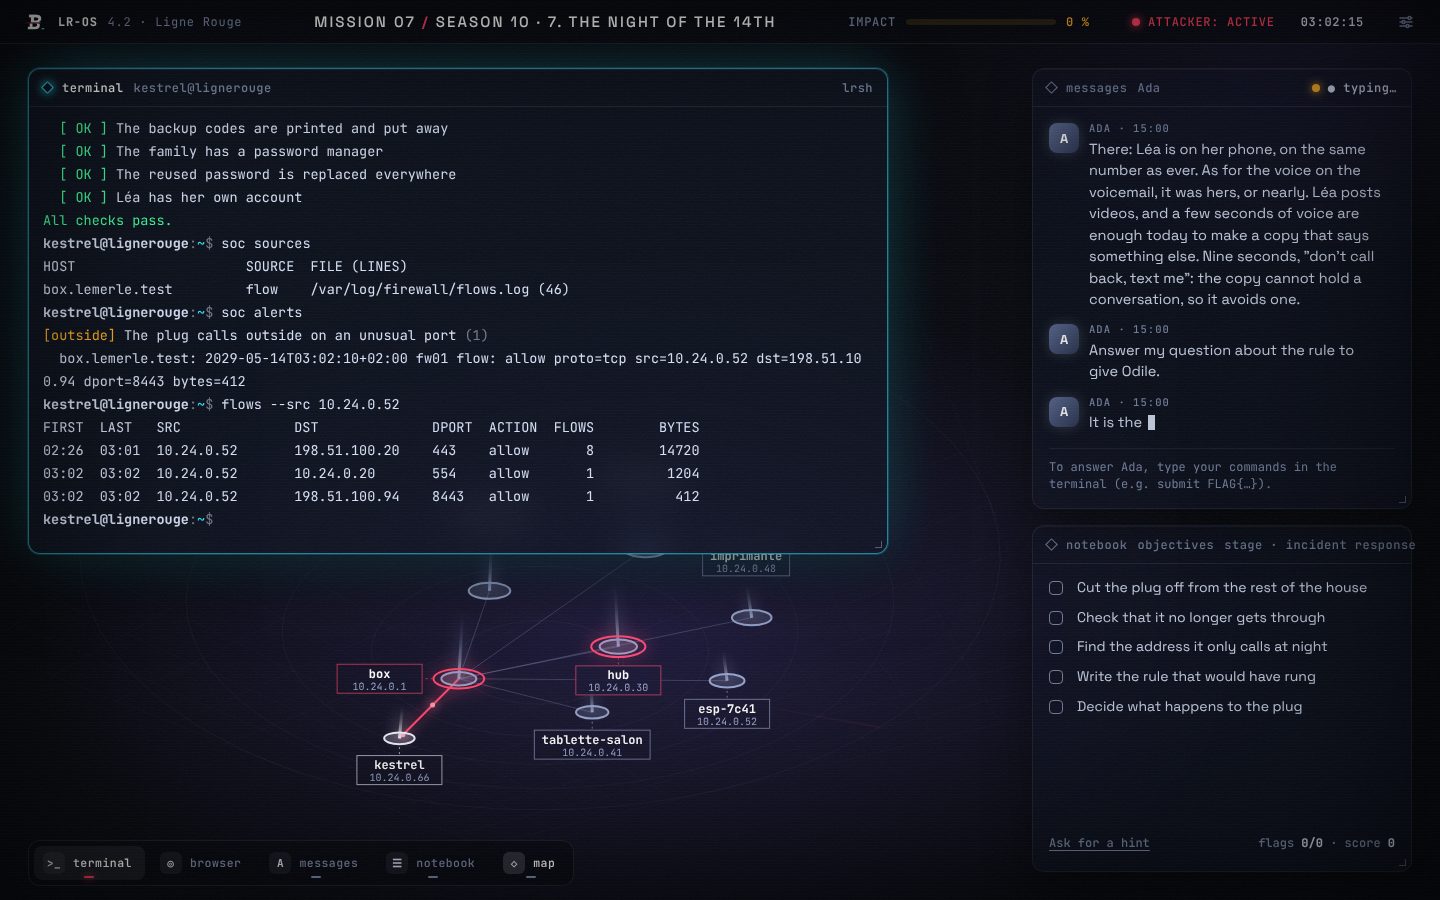 LR-OS 4.2 · Ligne Rouge
MISSION 07 / SEASON 10 · 7. THE NIGHT OF THE 14TH
IMPACT 0 %
ATTACKER: ACTIVE
03:02:15
terminal kestrel@lignerouge lrsh
[ OK ] The backup codes are printed and put away
[ OK ] The family has a password manager
[ OK ] The reused password is replaced everywhere
[ OK ] Léa has her own account
All checks pass.
kestrel@lignerouge:~$ soc sources
HOST SOURCE FILE (LINES)
box.lemerle.test flow /var/log/firewall/flows.log (46)
kestrel@lignerouge:~$ soc alerts
[outside] The plug calls outside on an unusual port (1)
box.lemerle.test: 2029-05-14T03:02:10+02:00 fw01 flow: allow proto=tcp src=10.24.0.52 dst=198.51.10
0.94 dport=8443 bytes=412
kestrel@lignerouge:~$ flows --src 10.24.0.52
FIRST LAST SRC DST DPORT ACTION FLOWS BYTES
02:26 03:01 10.24.0.52 198.51.100.20 443 allow 8 14720
03:02 03:02 10.24.0.52 10.24.0.20 554 allow 1 1204
03:02 03:02 10.24.0.52 198.51.100.94 8443 allow 1 412
kestrel@lignerouge:~$
imprimante
10.24.0.48
box
10.24.0.1
hub
10.24.0.30
esp-7c41
10.24.0.52
tablette-salon
10.24.0.41
kestrel
10.24.0.66
messages Ada ● typing…
A
ADA · 15:00
There: Léa is on her phone, on the same
number as ever. As for the voice on the
voicemail, it was hers, or nearly. Léa posts
videos, and a few seconds of voice are
enough today to make a copy that says
something else. Nine seconds, "don't call
back, text me": the copy cannot hold a
conversation, so it avoids one.
A
ADA · 15:00
Answer my question about the rule to
give Odile.
A
ADA · 15:00
It is the
To answer Ada, type your commands in the
terminal (e.g. submit FLAG{…}).
notebook objectives stage · incident response
Cut the plug off from the rest of the house
Check that it no longer gets through
Find the address it only calls at night
Write the rule that would have rung
Decide what happens to the plug
Ask for a hint
flags 0/0 · score 0
>_ terminal
browser
A messages
notebook
map